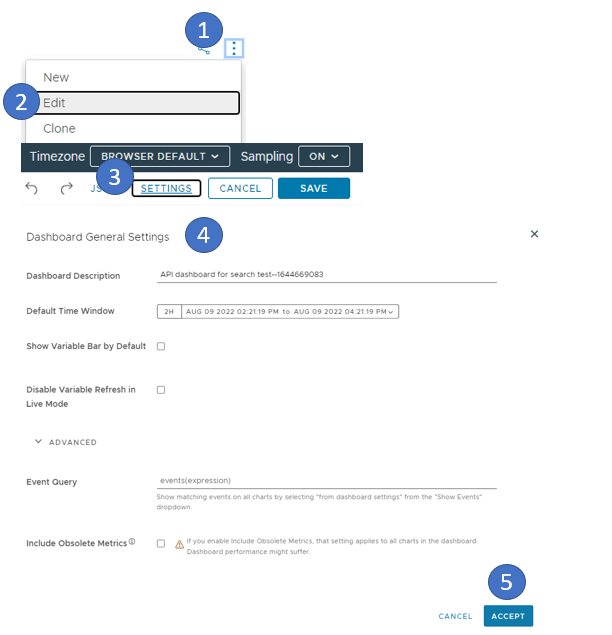 1
New
2
Edit
Clone
Timezone BROWSER DEFAULT Sampling ON
3
SETTINGS CANCEL SAVE
Dashboard General Settings 4
Dashboard Description API dashboard for search test--1644669083
Default Time Window 2H AUG 09 2022 02:21:19 PM to AUG 09 2022 04:21:19 PM
Show Variable Bar by Default
Disable Variable Refresh in
Live Mode
ADVANCED
Event Query events(expression)
Show matching events on all charts by selecting "from dashboard settings" from the "Show Events"
dropdown.
Include Obsolete Metrics If you enable Include Obsolete Metrics, that setting applies to all charts in the dashboard.
Dashboard performance might suffer.
5
CANCEL ACCEPT